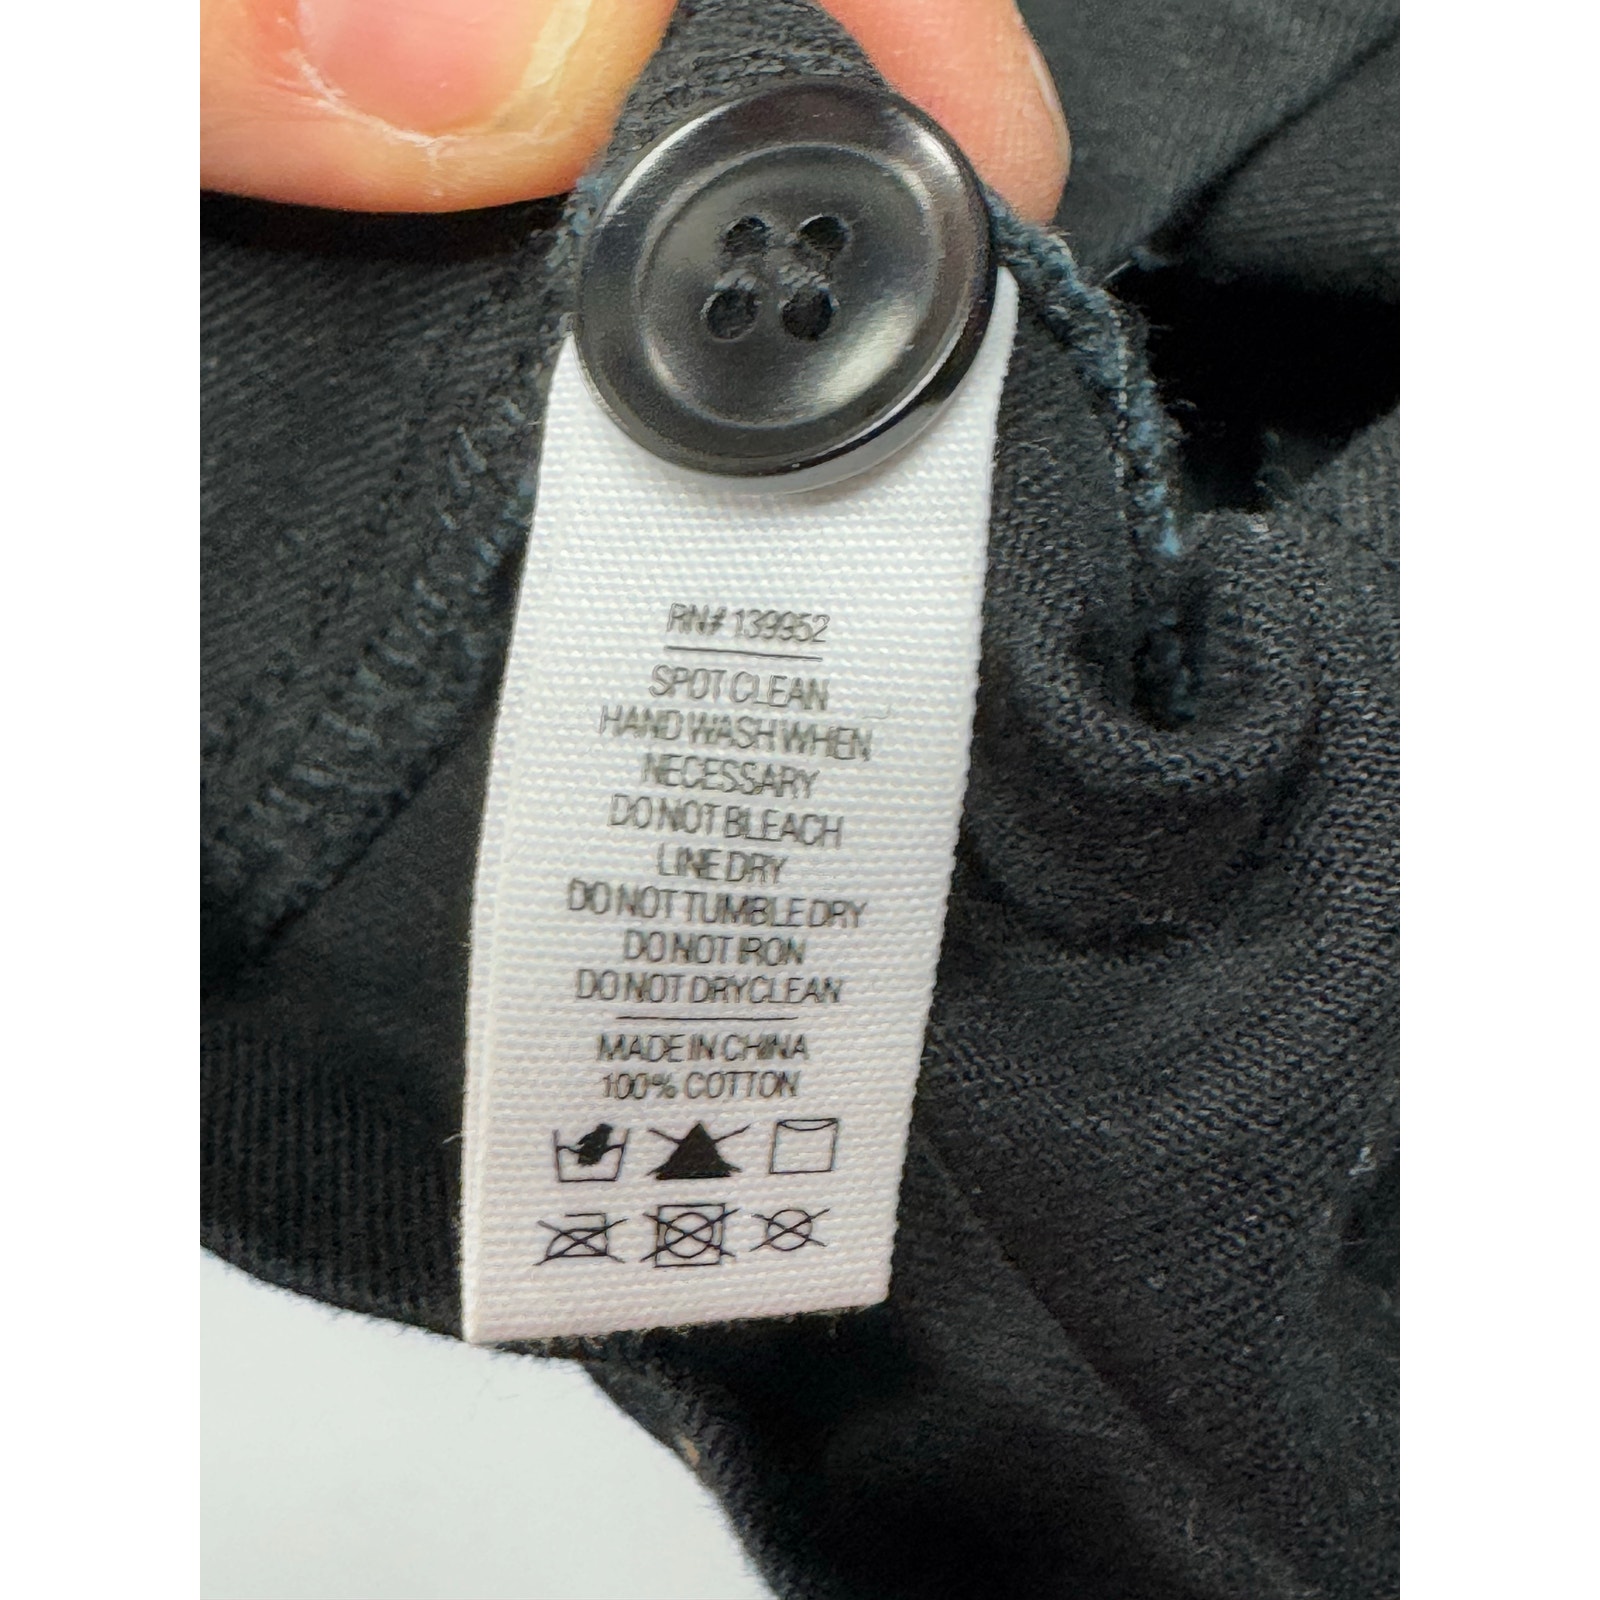 RN# 139952
SPOT CLEAN
HAND WASH WHEN
NECESSARY
DO NOT BLEACH
LINE DRY
DO NOT TUMBLE DRY
DO NOT IRON
DO NOT DRYCLEAN
MADE IN CHINA
100% COTTON